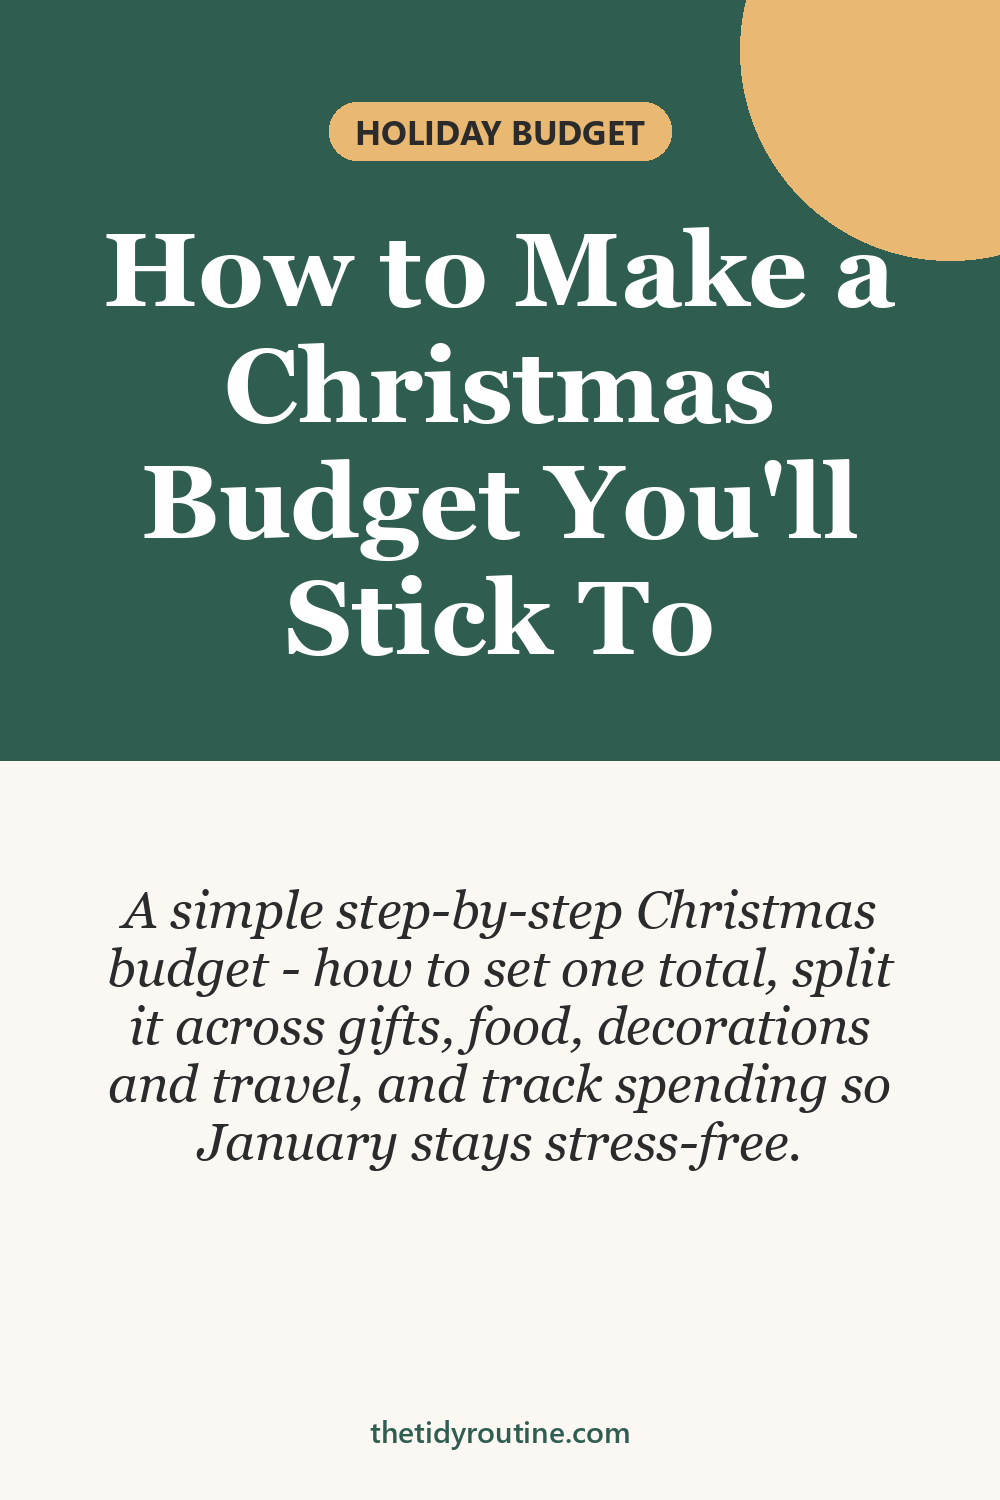 HOLIDAY BUDGET
How to Make a
Christmas
Budget You'll
Stick To
A simple step-by-step Christmas
budget - how to set one total, split
it across gifts, food, decorations
and travel, and track spending so
January stays stress-free.
thetidyroutine.com